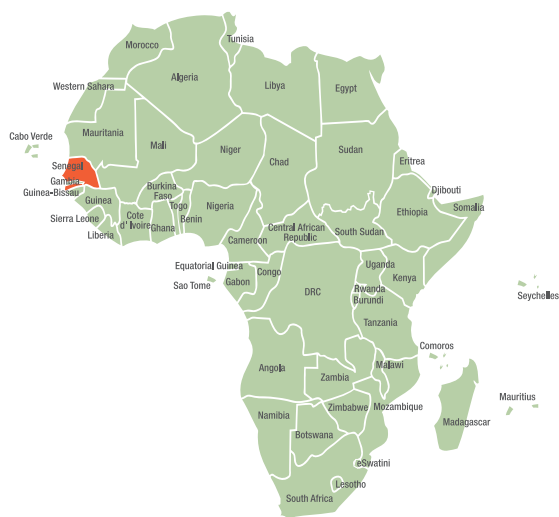 Tunisia
Morocco
Algeria
Libya
Egypt
Western Sahara
Mauritania
Cabo Verde
Mali
Niger
Chad
Sudan
Eritrea
Senegal
Gambia
Guinea-Bissau
Guinea
Burkina
Faso
Djibouti
Somalia
Sierra Leone
Liberia
Cote
d' Ivoire
Ghana
Togo
Benin
Nigeria
Ethiopia
Central African
Republic
South Sudan
Cameroon
Equatorial Guinea
Sao Tome
Gabon
Congo
DRC
Uganda
Kenya
Rwanda
Burundi
Seychelles
Tanzania
Comoros
Angola
Zambia
Malawi
Mozambique
Mauritius
Madagascar
Namibia
Zimbabwe
Botswana
eSwatini
Lesotho
South Africa